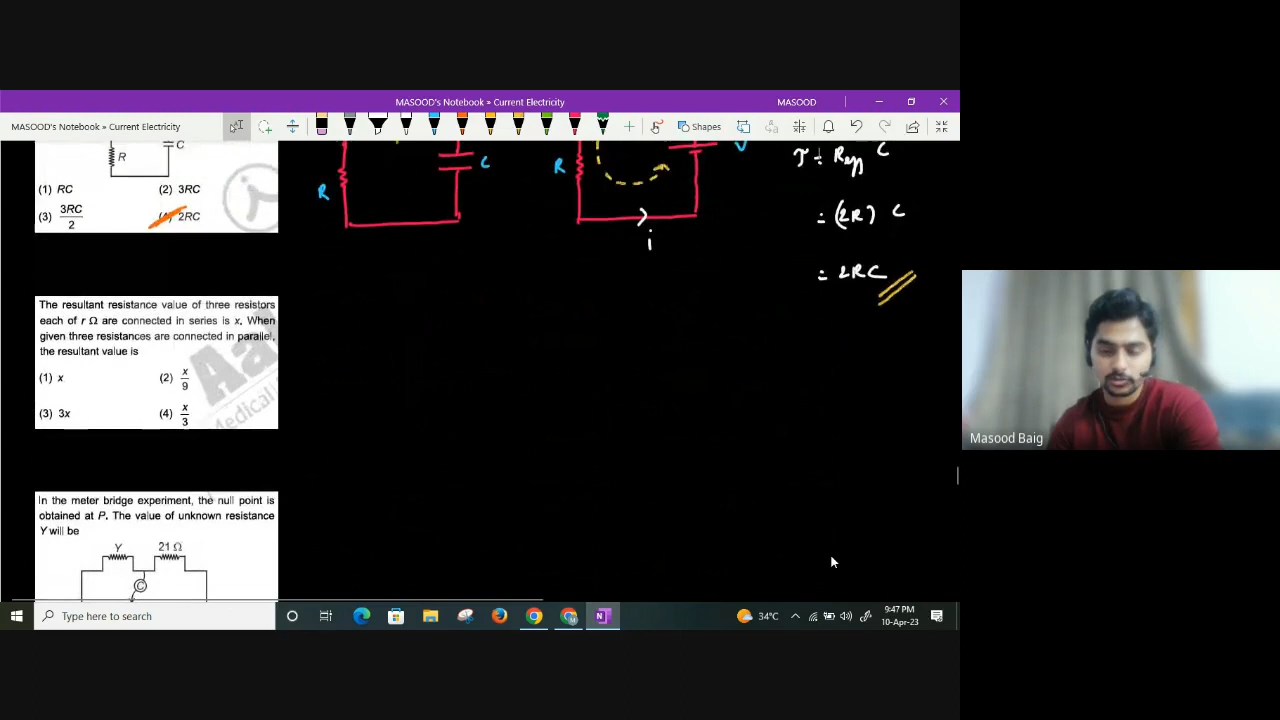 MASOOD's Notebook » Current Electricity
MASOOD
MASOOD's Notebook » Current Electricity
Shapes
R
C
(1) RC
(2) 3RC
(3) 3RC/2
(4) 2RC
R
C
R
V
i
τ = Reff C
= (2R) C
= 2RC
The resultant resistance value of three resistors
each of r Ω are connected in series is x. When
given three resistances are connected in parallel,
the resultant value is
(1) x
(2) x/9
(3) 3x
(4) x/3
Aa
Medical
In the meter bridge experiment, the null point is
obtained at P. The value of unknown resistance
Y will be
Y
21 Ω
Masood Baig
Type here to search
34°C
9:47 PM
10-Apr-23